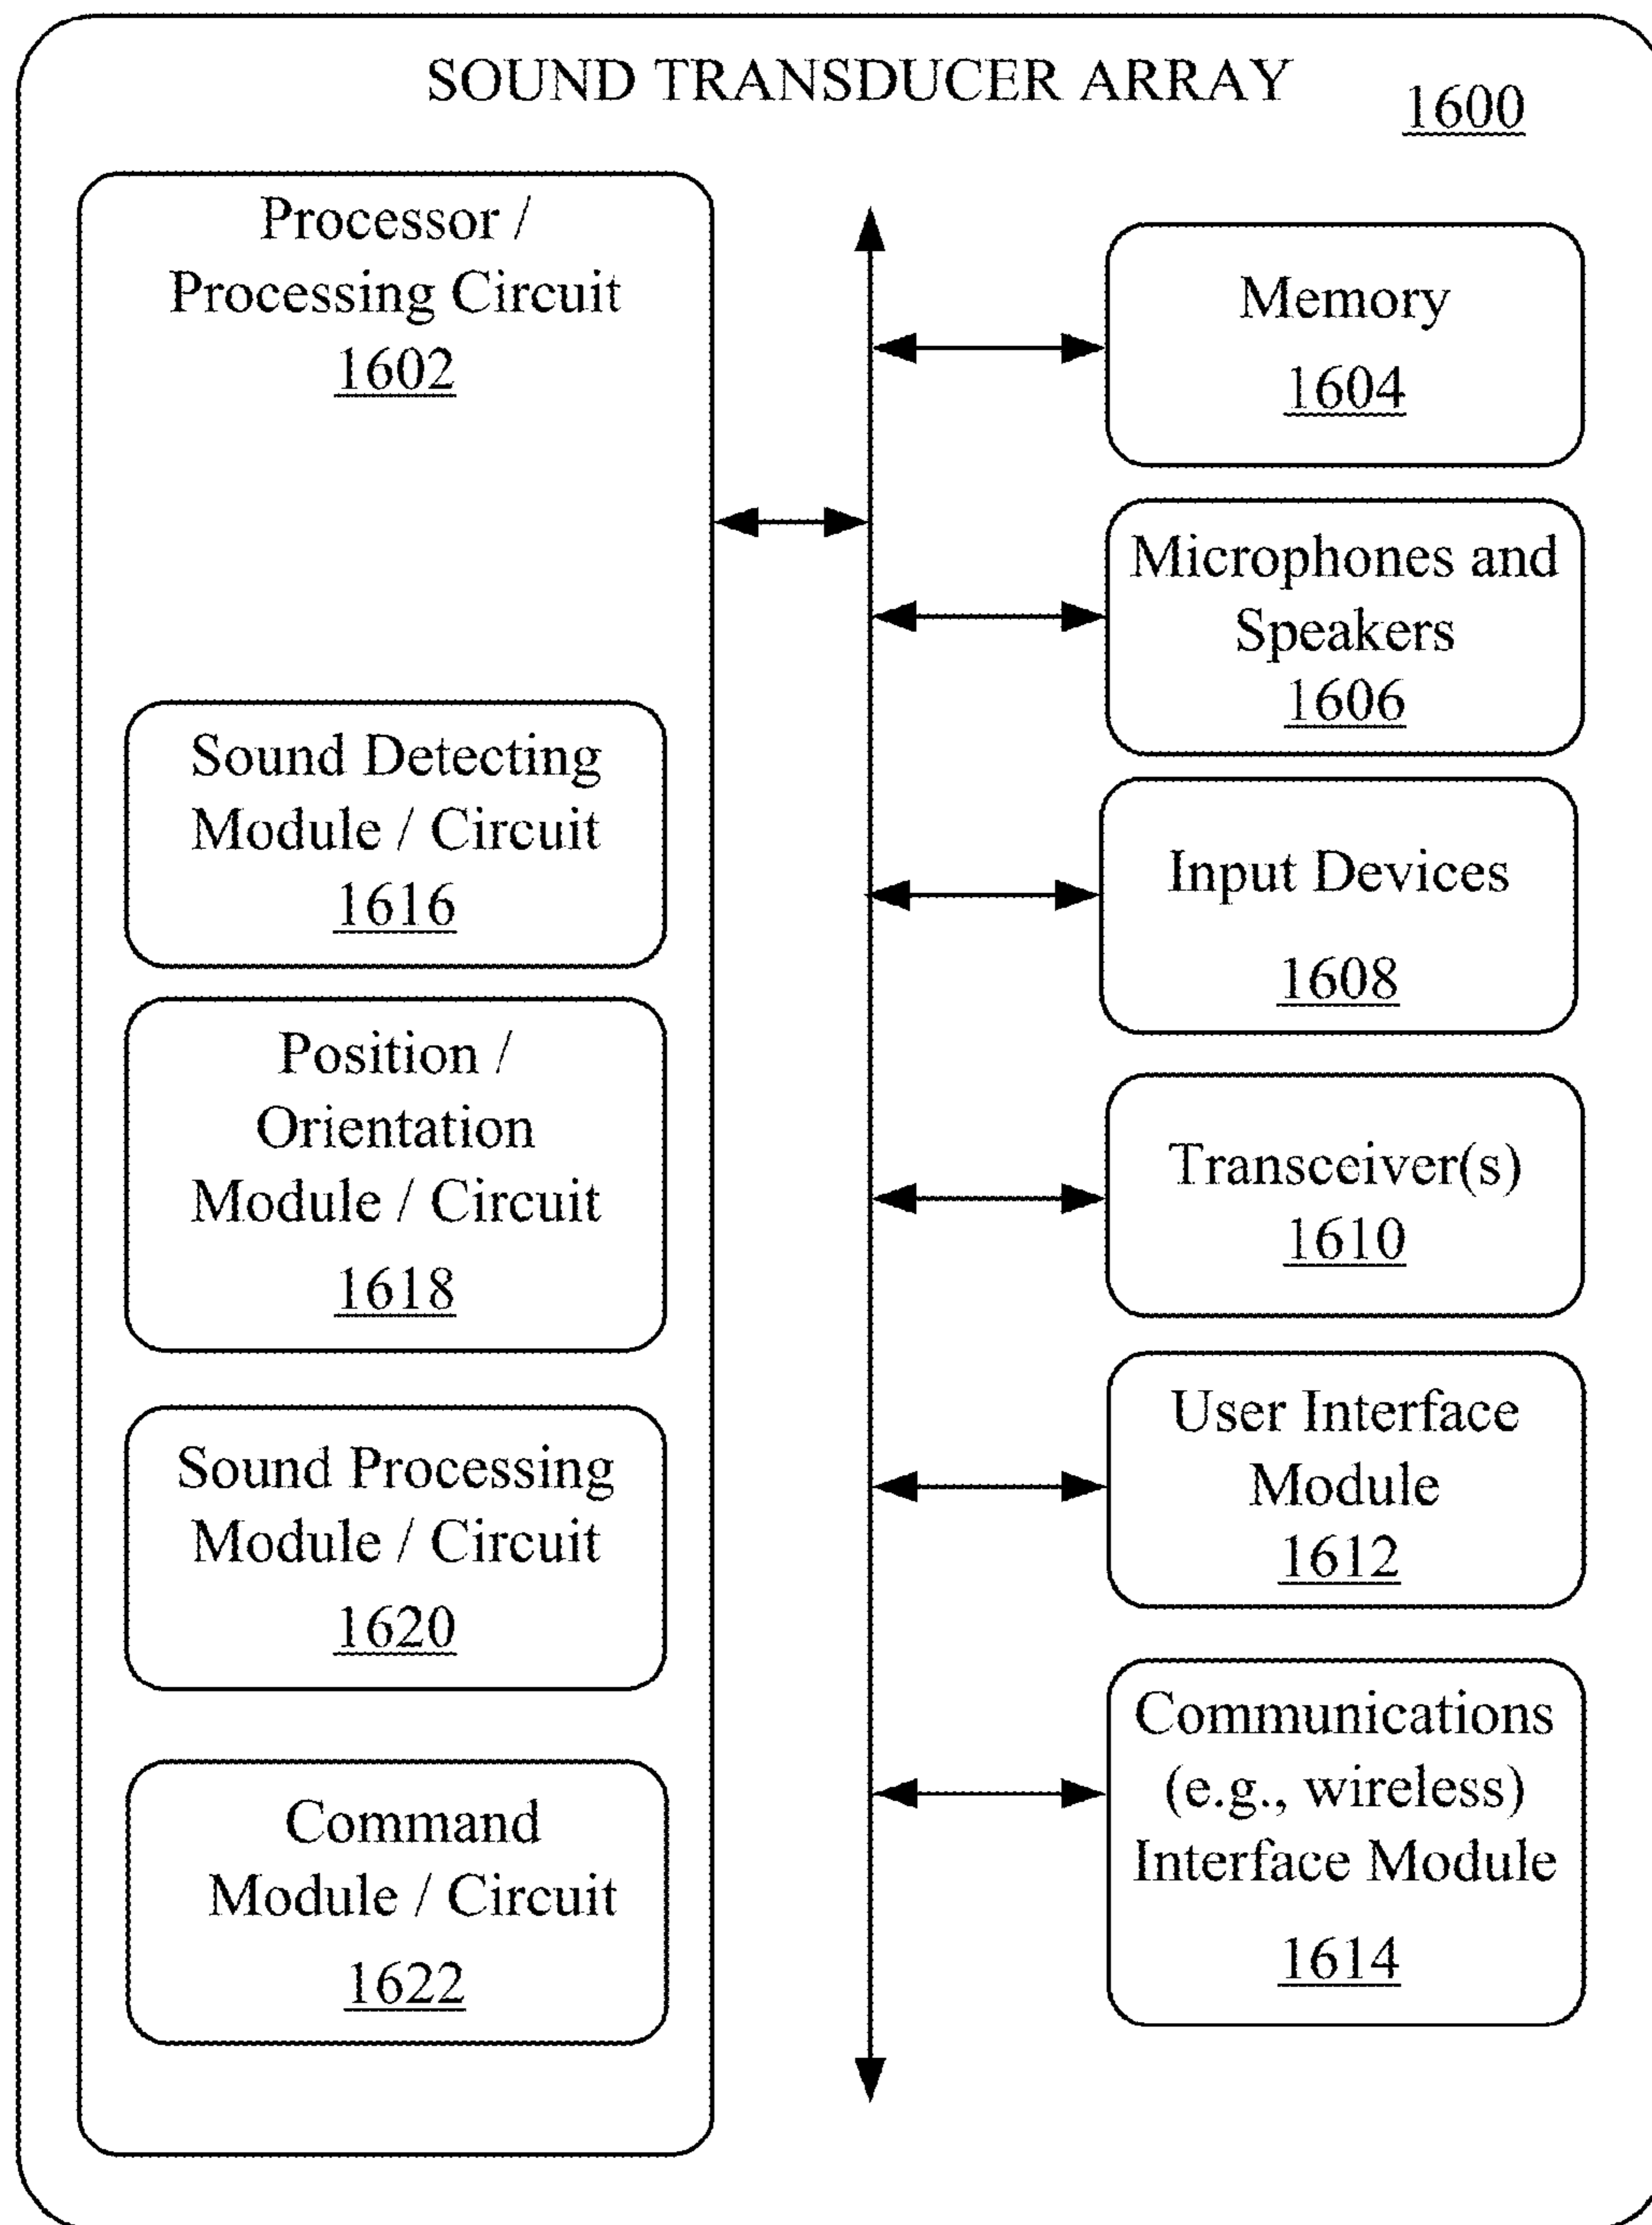 SOUND TRANSDUCER ARRAY
1600
Processor /
Processing Circuit
1602
Sound Detecting
Module / Circuit
1616
Position /
Orientation
Module / Circuit
1618
Sound Processing
Module / Circuit
1620
Command
Module / Circuit
1622
Memory
1604
Microphones and
Speakers
1606
Input Devices
1608
Transceiver(s)
1610
User Interface
Module
1612
Communications
(e.g., wireless)
Interface Module
1614